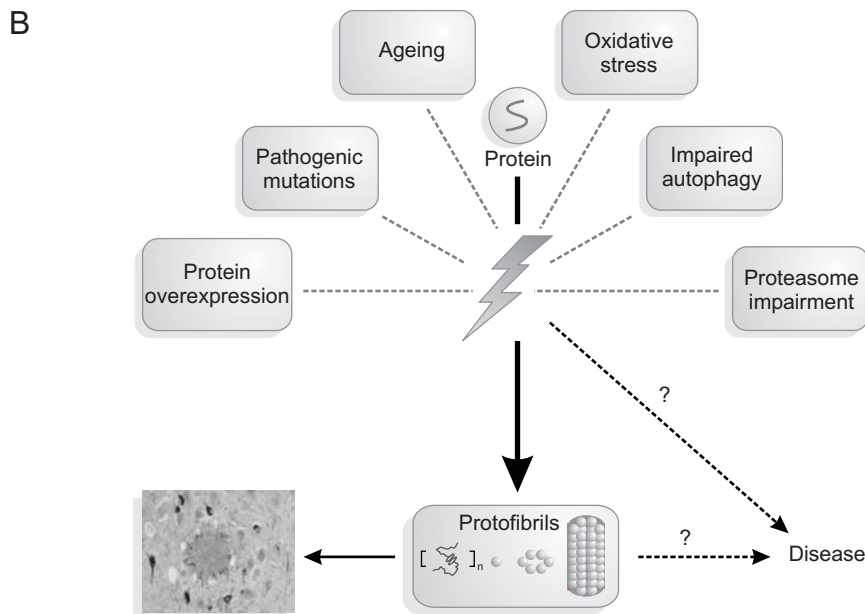 B
Ageing
Oxidative
stress
Protein
Pathogenic
mutations
Impaired
autophagy
Protein
overexpression
Proteasome
impairment
?
Protofibrils
[ ]n
?
Disease